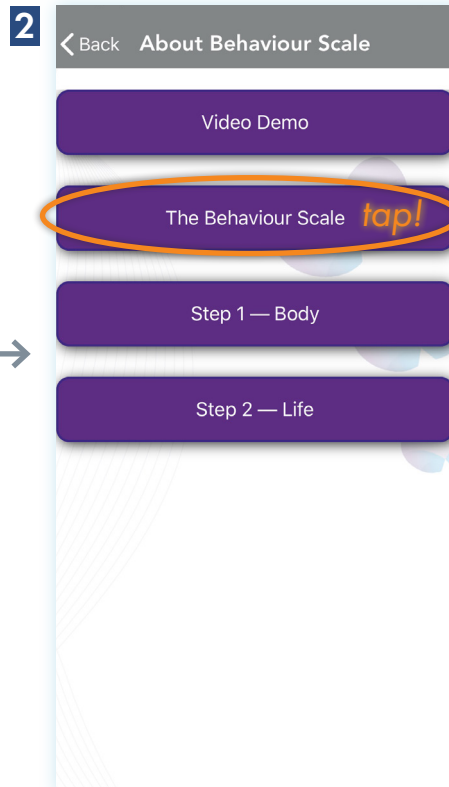 2
Back About Behaviour Scale
Video Demo
The Behaviour Scale tap!
Step 1 — Body
Step 2 — Life